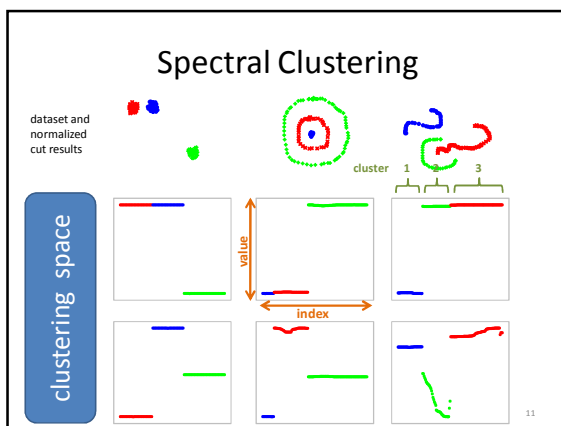 Spectral Clustering
dataset and
normalized
cut results
cluster 1 2 3
clustering space
value
index
11